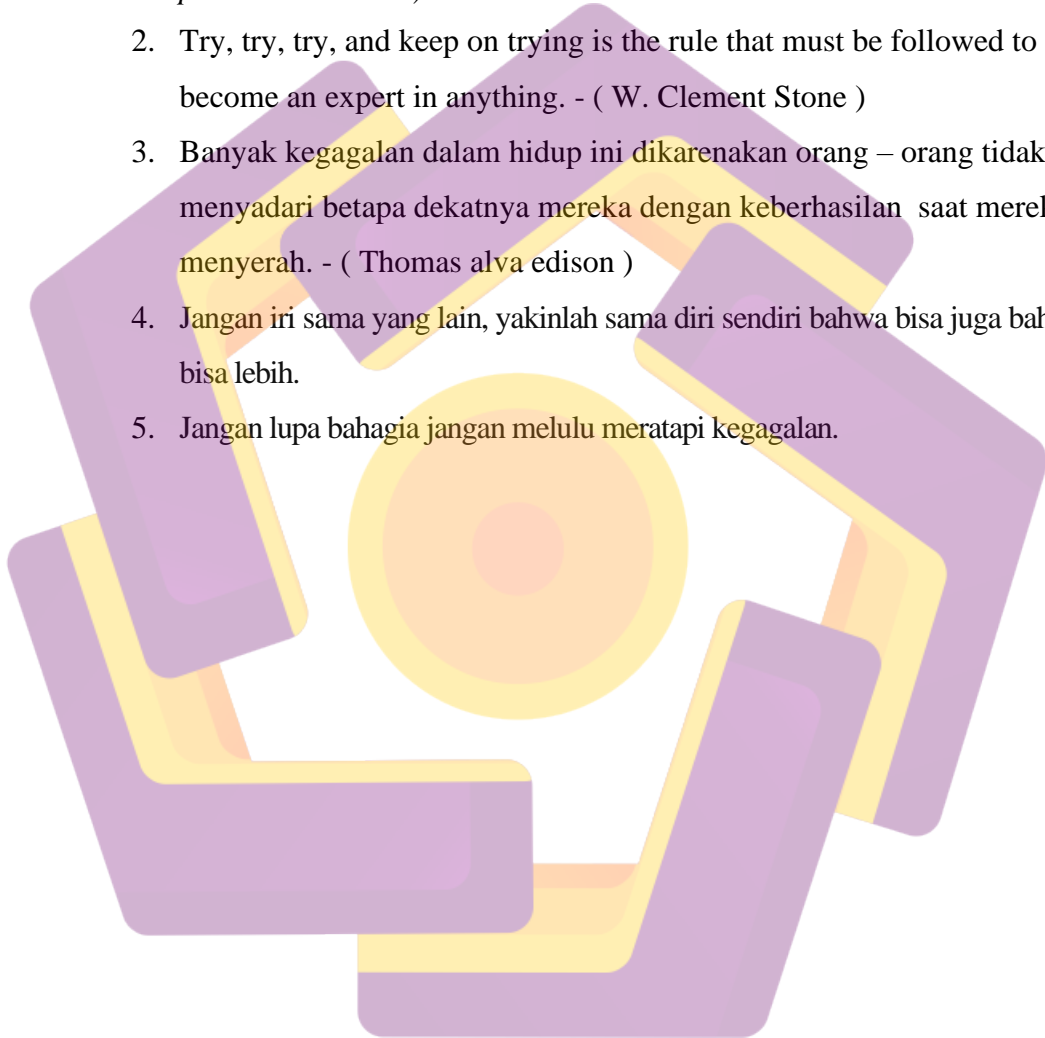 2. Try, try, try, and keep on trying is the rule that must be followed to
become an expert in anything. - ( W. Clement Stone )
3. Banyak kegagalan dalam hidup ini dikarenakan orang – orang tidak
menyadari betapa dekatnya mereka dengan keberhasilan saat
menyerah. - ( Thomas alva edison )
4. Jangan iri sama yang lain, yakinlah sama diri sendiri bahwa bisa juga
bisa lebih.
5. Jangan lupa bahagia jangan melulu meratapi kegagalan.